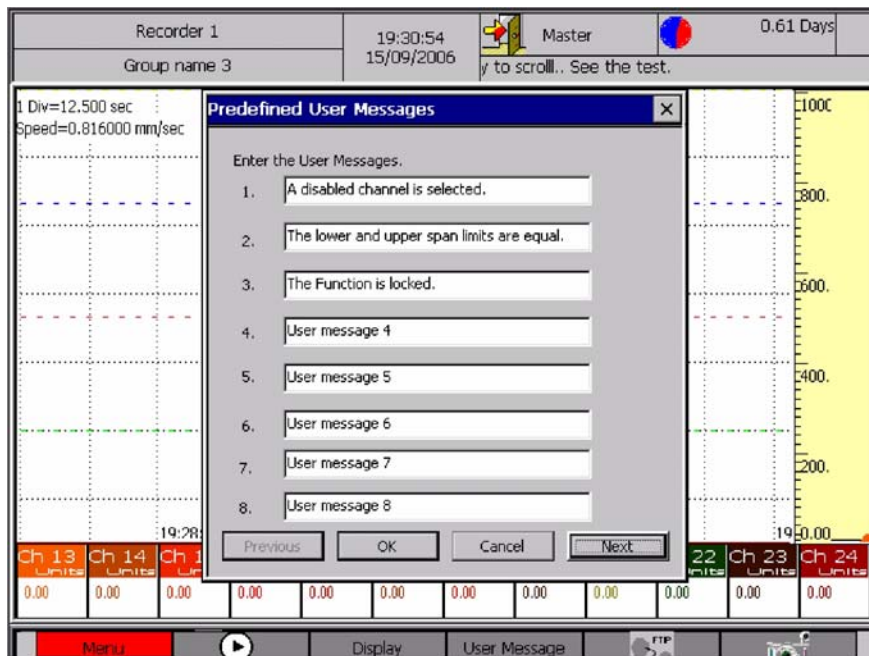 Recorder 1
Group name 3
19:30:54
15/09/2006
Master
0.61 Days
y to scroll.. See the test.
1 Div=12.500 sec
Speed=0.816000 mm/sec
Predefined User Messages
Enter the User Messages.
1. A disabled channel is selected.
2. The lower and upper span limits are equal.
3. The Function is locked.
4. User message 4
5. User message 5
6. User message 6
7. User message 7
8. User message 8
Previous OK Cancel Next
800.
600.
400.
200.
0.00
19:28:
19
Ch 13 Ch 14 Ch 1 22 Ch 23 Ch 24
Units Units Units Units
0.00 0.00 0.00 0.00 0.00 0.00 0.00 0.00 0.00 0.00 0.00 0.00
Menu Display User Message FTP